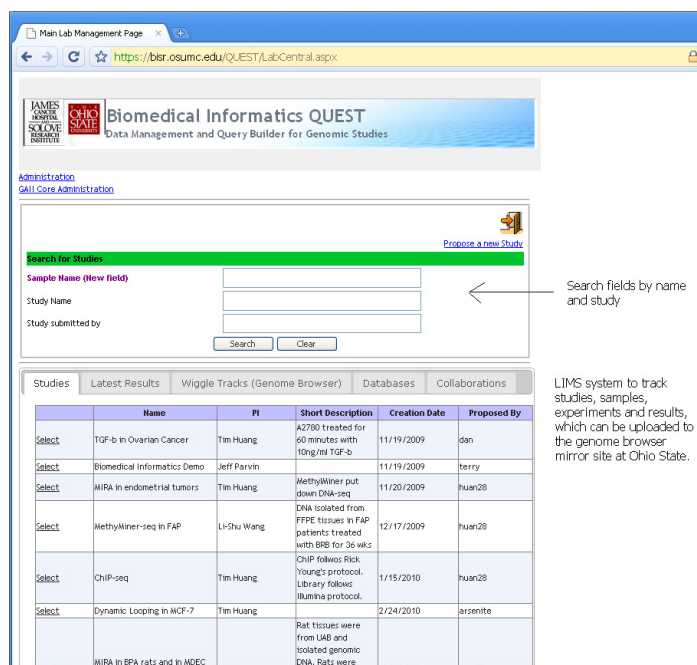 Main Lab Management Page
https://bisr.osumc.edu/QUEST/LabCentral.aspx
JAMES
CANCER
HOSPITAL
AND
SOLOVE
RESEARCH
INSTITUTE
THE
OHIO
STATE
UNIVERSITY
Biomedical Informatics QUEST
Data Management and Query Builder for Genomic Studies
Administration
GAII Core Administration
Propose a new Study
Search for Studies
Sample Name (New field)
Study Name
Study submitted by
Search Clear
Search fields by name
and study
Studies Latest Results Wiggle Tracks (Genome Browser) Databases Collaborations
LIMS system to track
studies, samples,
experiments and results,
which can be uploaded to
the genome browser
mirror site at Ohio State.
Name PI Short Description Creation Date Proposed By
Select TGF-b in Ovarian Cancer Tim Huang A2780 treated for
60 minutes with
10ng/ml TGF-b 11/19/2009 dan
Select Biomedical Informatics Demo Jeff Parvin 11/19/2009 terry
Select MIRA in endometrial tumors Tim Huang MethylMiner put
down DNA-seq 11/20/2009 huan28
Select MethyMiner-seq in FAP Li-Shu Wang DNA isolated from
FFPE tissues in FAP
patients treated
with BRB for 36 wks 12/17/2009 huan28
Select ChIP-seq Tim Huang ChIP follwos Rick
Young's protocol.
Library follows
Illumina protocol. 1/15/2010 huan28
Select Dynamic Looping in MCF-7 Tim Huang 2/24/2010 arsenite
Rat tissues were
from UAB and
isolated genomic
DNA. Rats were
MIRA in BPA rats and in MDEC